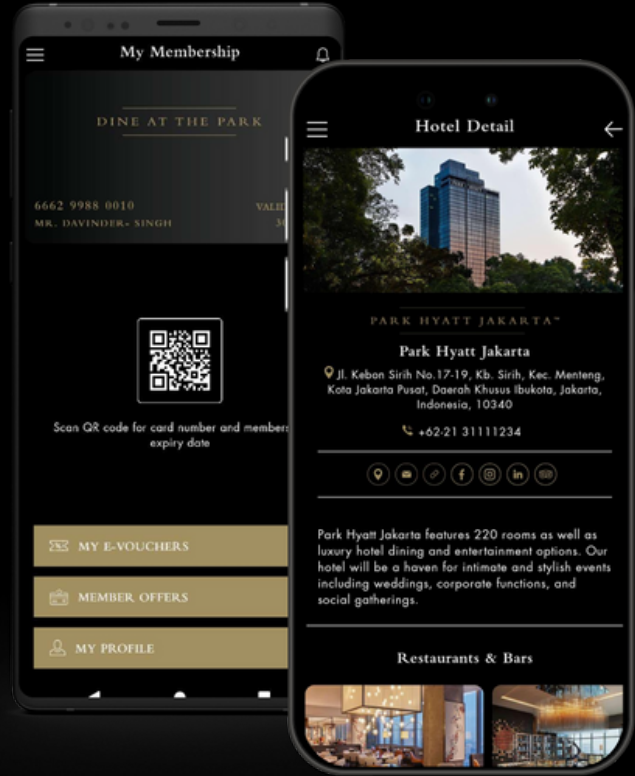 My Membership
DINE AT THE PARK
6662 9988 0010
MR. DAVINDER- SINGH
Scan QR code for card number and
expiry date
MY E-VOUCHERS
MEMBER OFFERS
MY PROFILE
Hotel Detail
PARK HYATT JAKARTA™
Park Hyatt Jakarta
Jl. Kebon Sirih No.17-19, Kb. Sirih, Kec. Menteng,
Kota Jakarta Pusat, Daerah Khusus Ibukota, Jakarta,
Indonesia, 10340
+62-21 31111234
f
in
Park Hyatt Jakarta features 220 rooms as well as
luxury hotel dining and entertainment options. Our
hotel will be a haven for intimate and stylish events
including weddings, corporate functions, and
social gatherings.
Restaurants & Bars